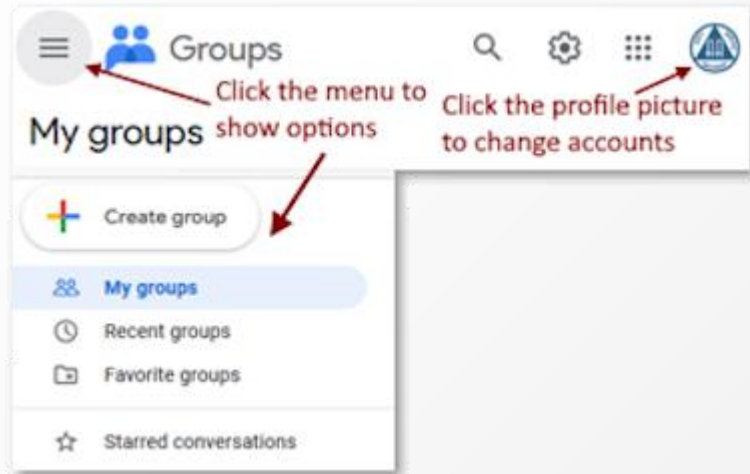 Groups
Click the menu to
show options
Click the profile picture
to change accounts
My groups
Create group
My groups
Recent groups
Favorite groups
Starred conversations